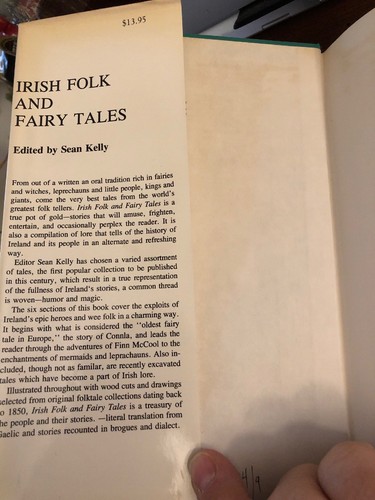 $13.95
IRISH FOLK
AND
FAIRY TALES
Edited by Sean Kelly
From out of a written an oral tradition rich in fairies
and witches, leprechauns and little people, kings and
giants, come the very best tales from the world's
greatest folk tellers. Irish Folk and Fairy Tales is a
true pot of gold—stories that will amuse, frighten,
entertain, and occasionally perplex the reader. It is
also a compilation of lore that tells of the history of
Ireland and its people in an alternate and refreshing
way.
Editor Sean Kelly has chosen a varied assortment
of tales, the first popular collection to be published
in this century, which result in a true representation
of the fullness of Ireland's stories, a common thread
is woven—humor and magic.
The six sections of this book cover the exploits of
Ireland's epic heroes and wee folk in a charming way.
It begins with what is considered the "oldest fairy
tale in Europe," the story of Connla, and leads the
reader through the adventures of Finn McCool to the
enchantments of mermaids and leprachauns. Also in-
cluded, though not as familar, are recently excavated
tales which have become a part of Irish lore.
Illustrated throughout with wood cuts and drawings
selected from original folktale collections dating back
to 1850, Irish Folk and Fairy Tales is a treasury of
the people and their stories. —literal translation from
Gaelic and stories recounted in brogues and dialect.